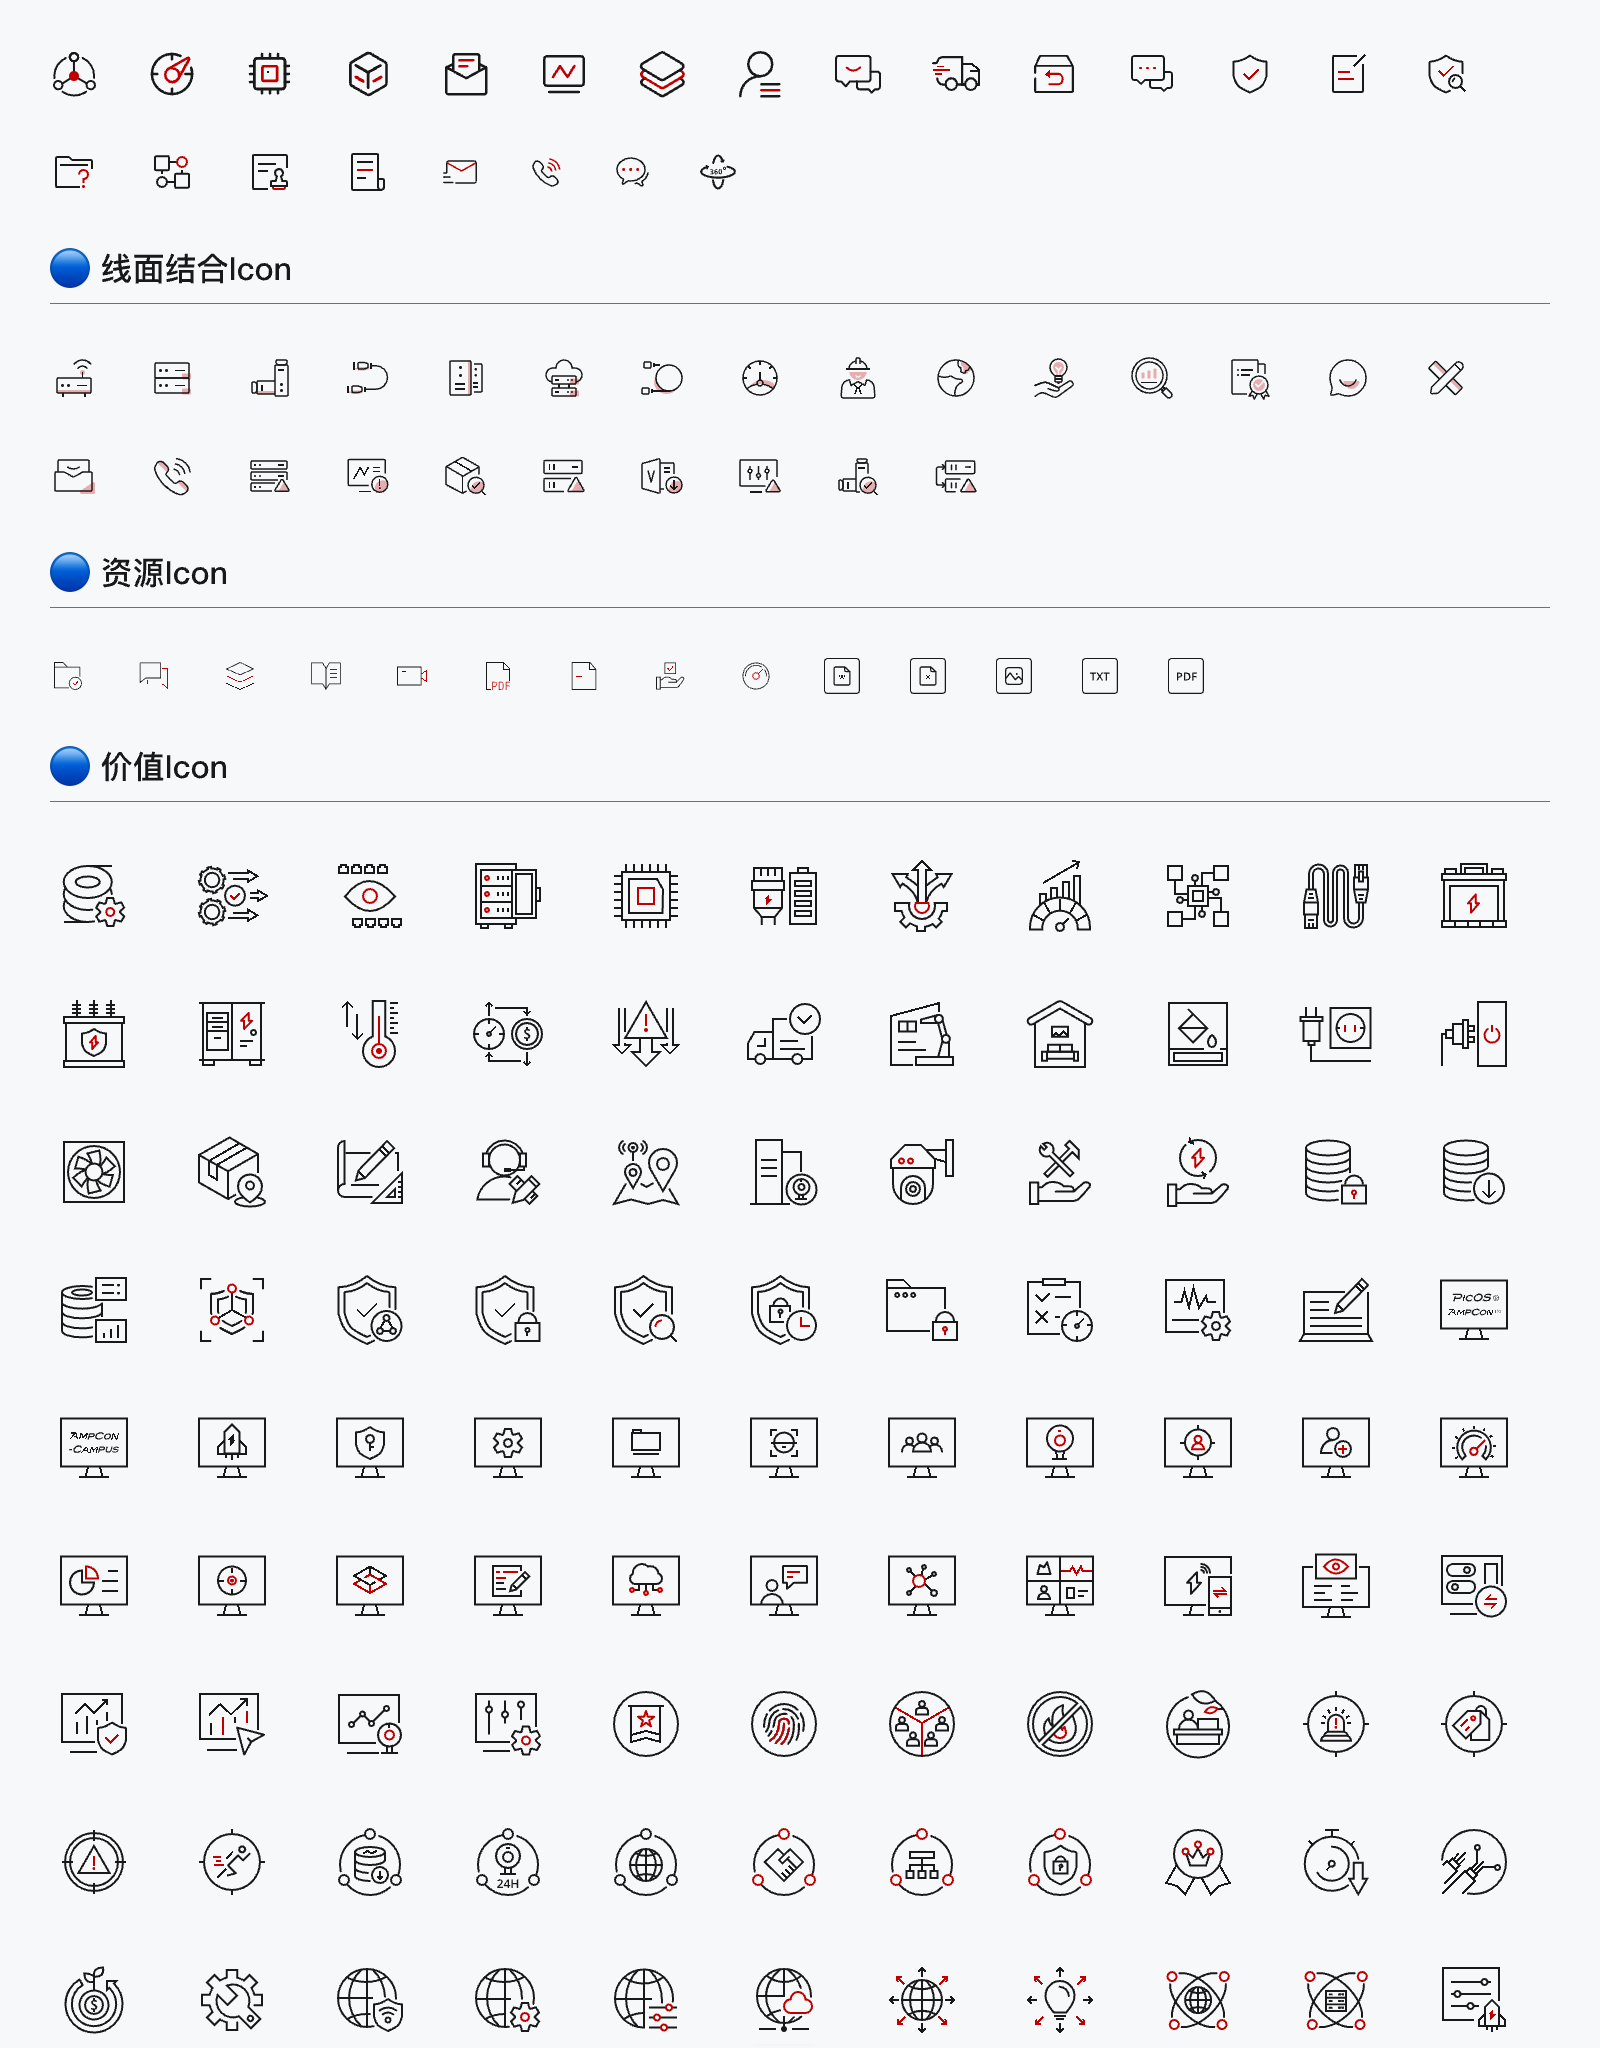 360°
线面结合Icon
资源Icon
PDF
W
X
TXT
PDF
价值Icon
PicOS®
AmpCon
AmpCon
-Campus
24H